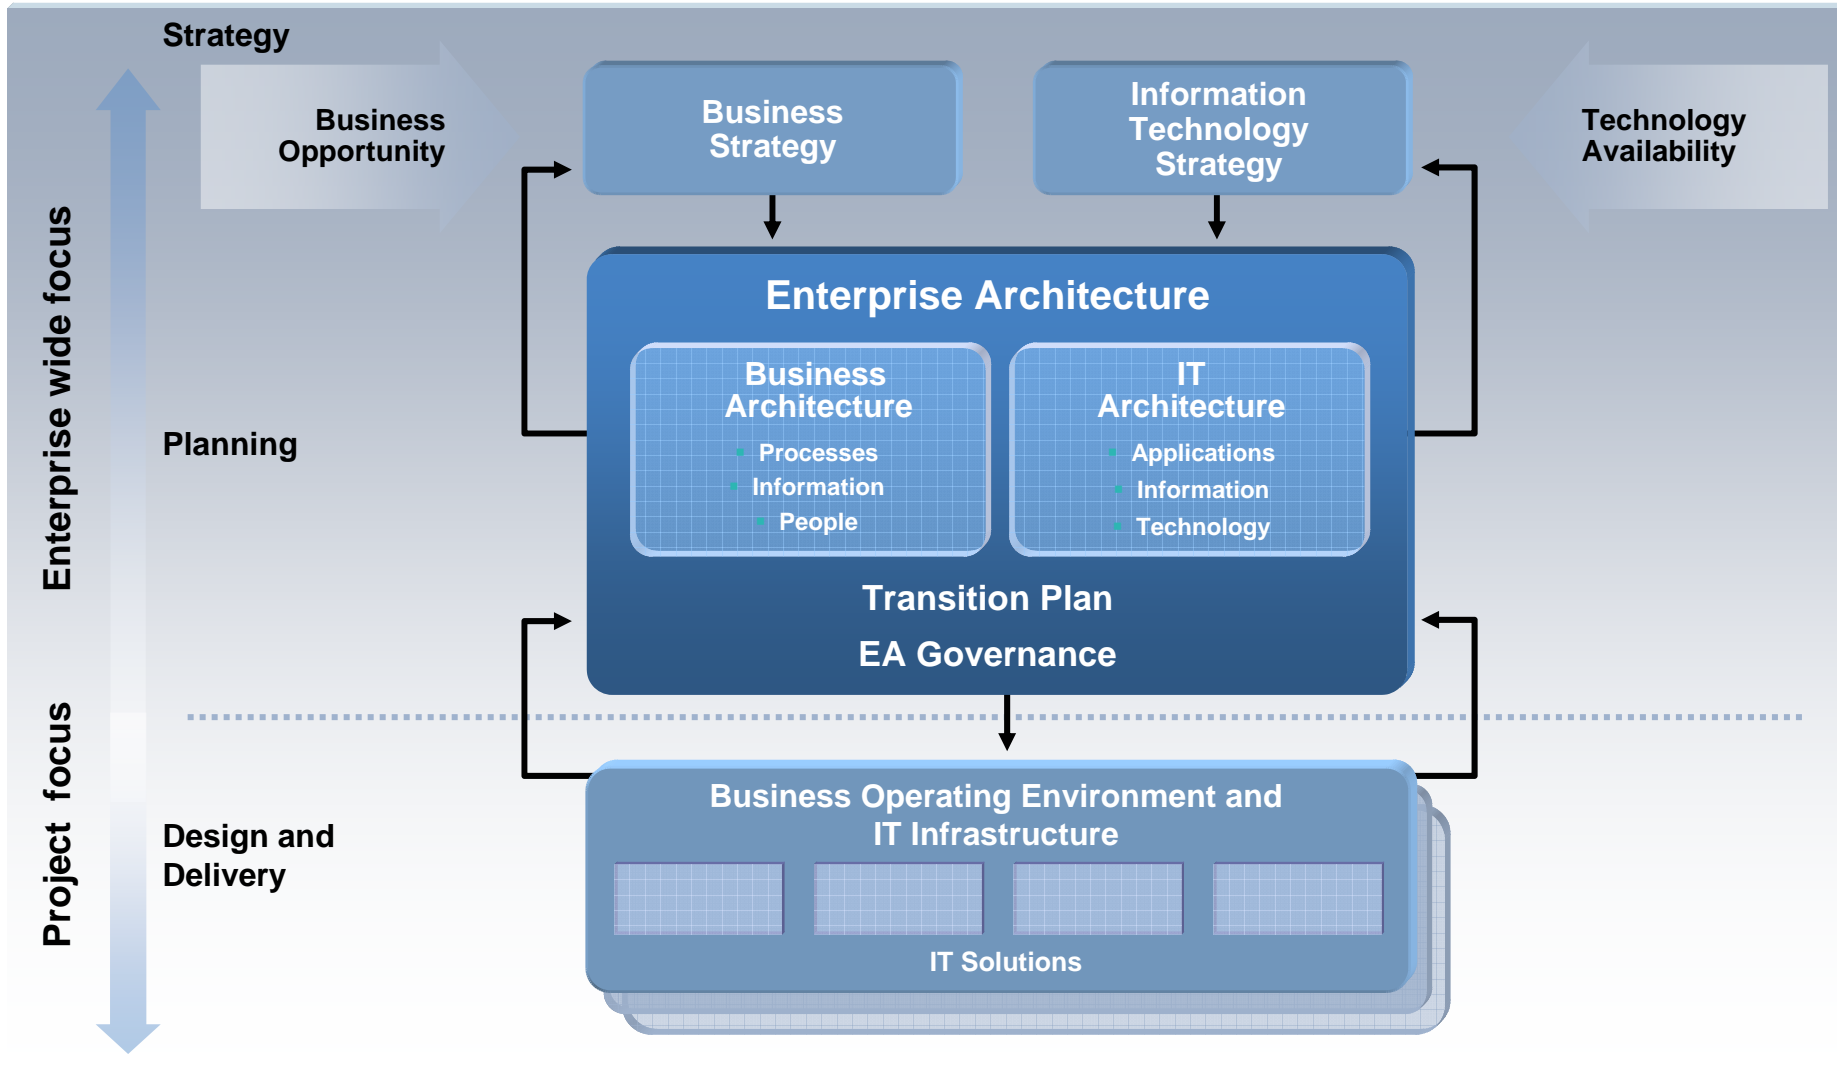 Strategy
Business
Opportunity
Business
Strategy
Information
Technology
Strategy
Technology
Availability
Enterprise wide focus
Planning
Enterprise Architecture
Business
Architecture
Processes
Information
People
IT
Architecture
Applications
Information
Technology
Transition Plan
EA Governance
Project focus
Design and
Delivery
Business Operating Environment and
IT Infrastructure
IT Solutions